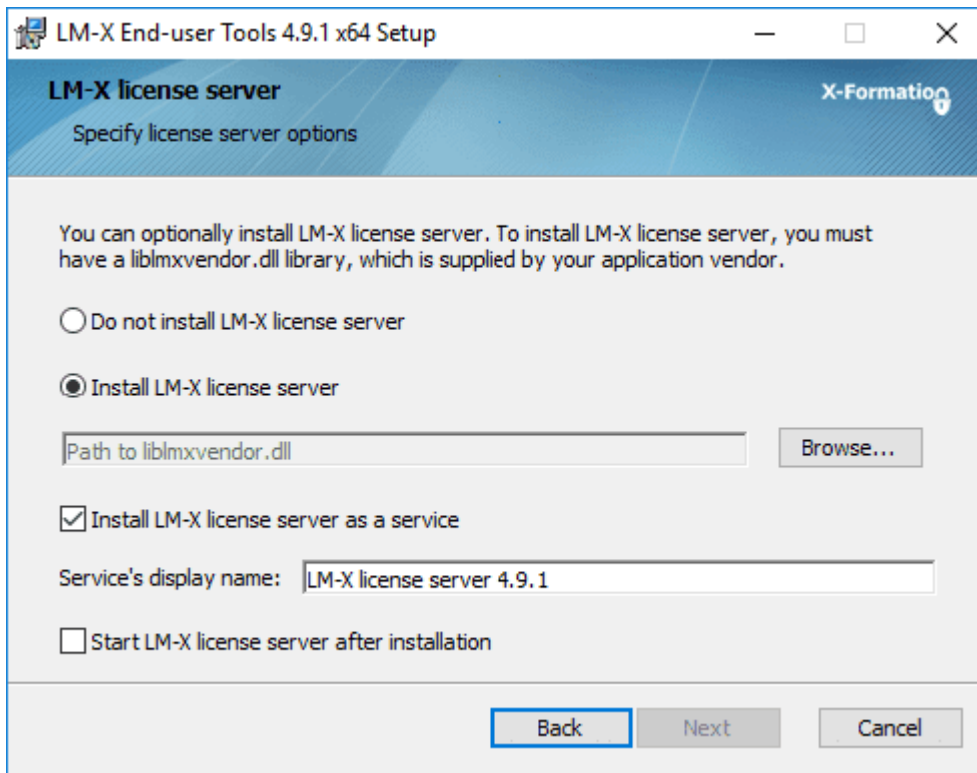 LM-X End-user Tools 4.9.1 x64 Setup
LM-X license server
X-Formation
Specify license server options
You can optionally install LM-X license server. To install LM-X license server, you must
have a liblmxvendor.dll library, which is supplied by your application vendor.
Do not install LM-X license server
Install LM-X license server
Path to liblmxvendor.dll
Browse...
Install LM-X license server as a service
Service's display name: LM-X license server 4.9.1
Start LM-X license server after installation
Back Next Cancel